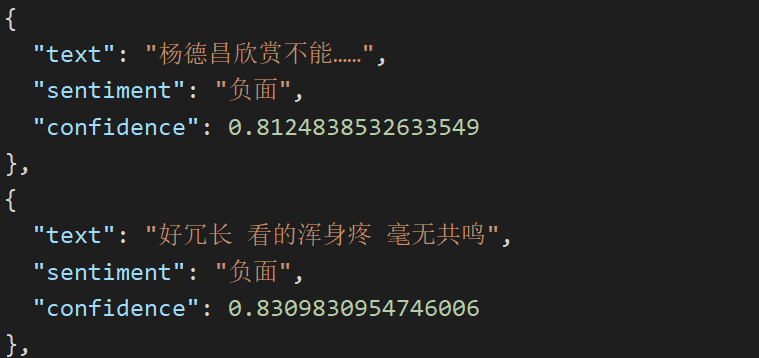 {
"text": "杨德昌欣赏不能……",
"sentiment": "负面",
"confidence": 0.8124838532633549
},
{
"text": "好冗长 看的浑身疼 毫无共鸣",
"sentiment": "负面",
"confidence": 0.8309830954746006
},